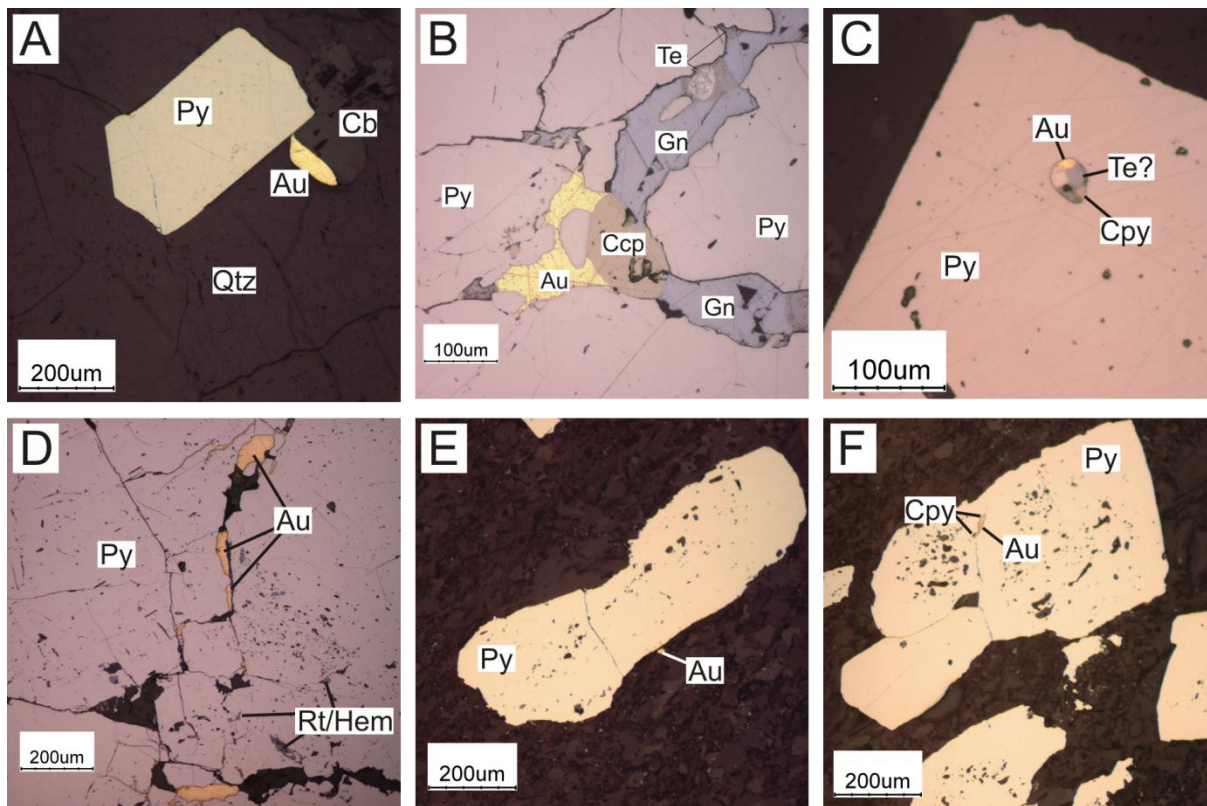 A
Py
Cb
Au
Qtz
200um
B
Te
Gn
Py
Py
Ccp
Au
Gn
100um
C
Au
Te?
Cpy
Py
100um
D
Au
Py
Rt/Hem
200um
E
Py
Au
200um
F
Py
Cpy
Au
200um